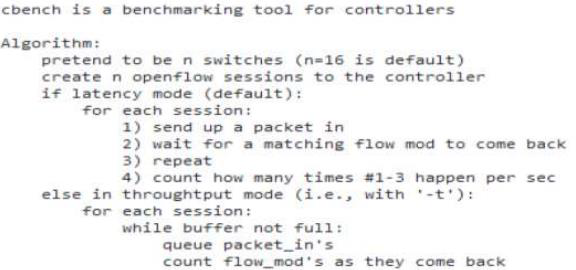 cbench is a benchmarking tool for controllers
Algorithm:
pretend to be n switches (n=16 is default)
create n openflow sessions to the controller
if latency mode (default):
for each session:
1) send up a packet in
2) wait for a matching flow mod to come back
3) repeat
4) count how many times #1-3 happen per sec
else in throughtput mode (i.e., with '-t'):
for each session:
while buffer not full:
queue packet_in's
count flow_mod's as they come back